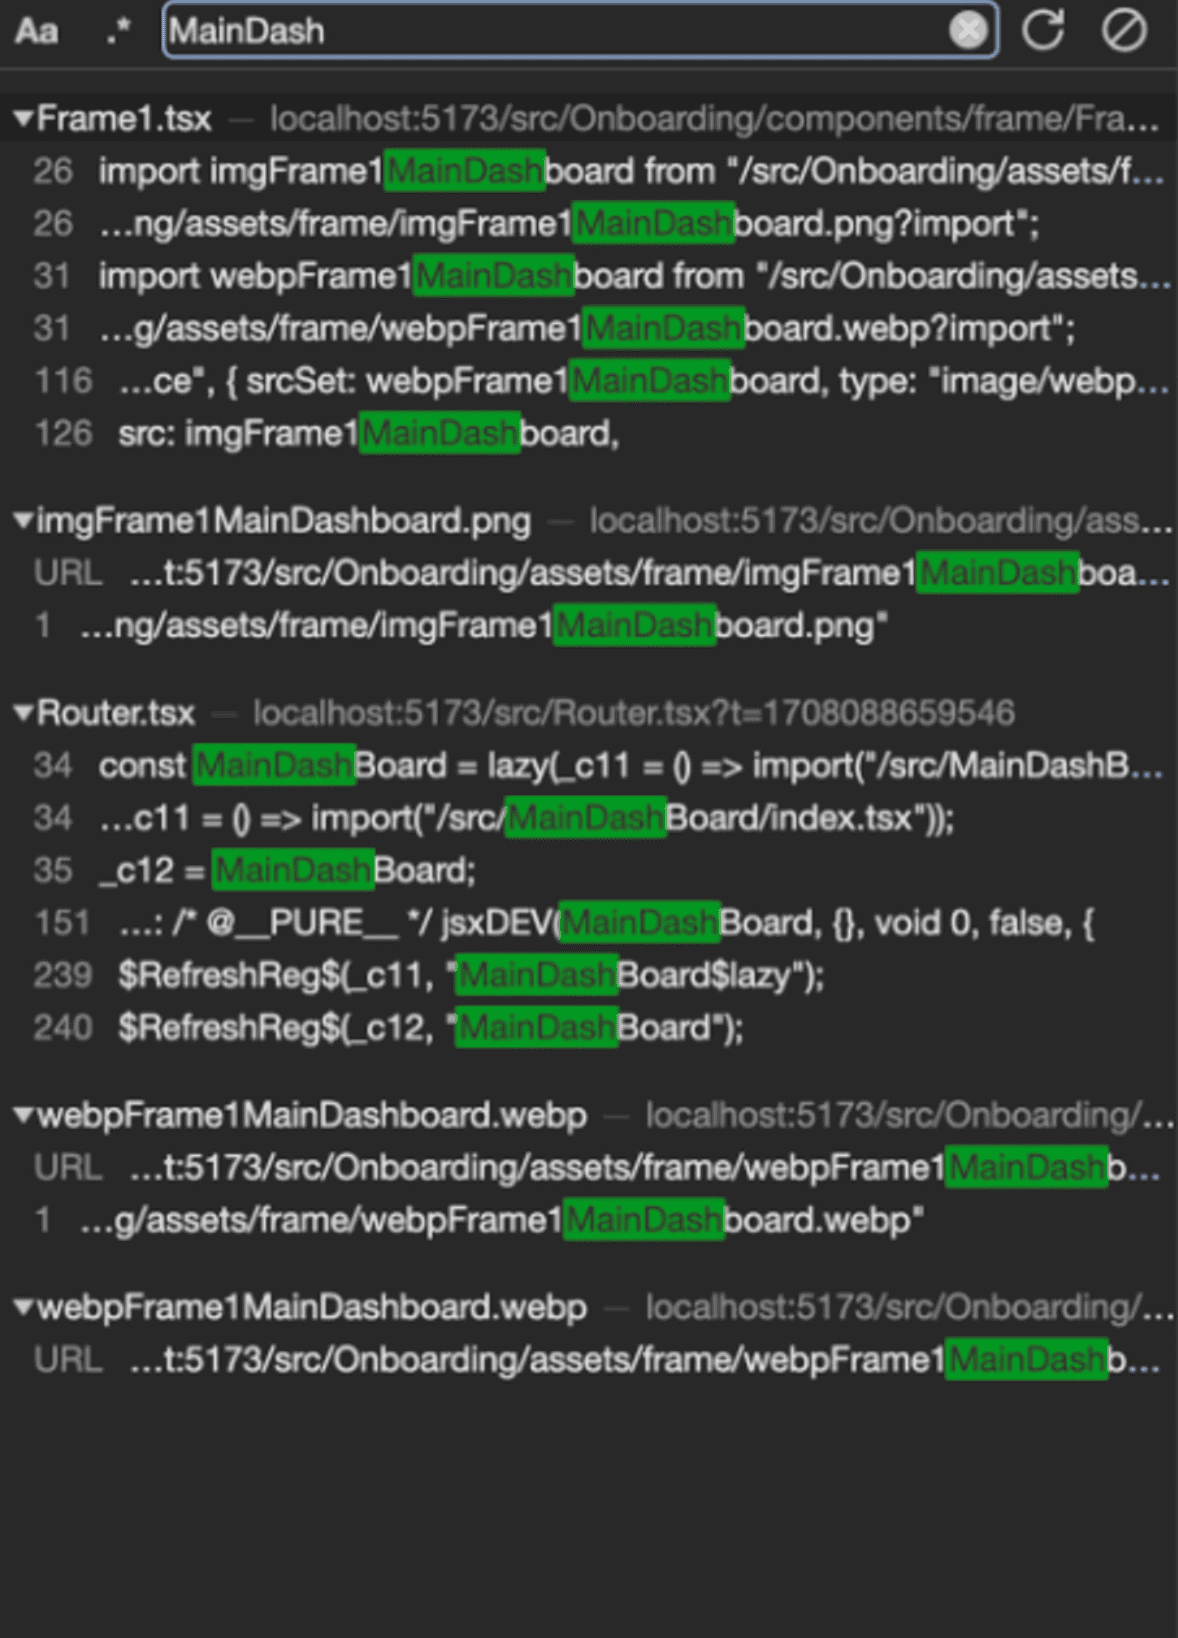 Aa .* MainDash
Frame1.tsx — localhost:5173/src/Onboarding/components/frame/Fra...
26 import imgFrame1MainDashboard from "/src/Onboarding/assets/f...
26 ...ng/assets/frame/imgFrame1MainDashboard.png?import";
31 import webpFrame1MainDashboard from "/src/Onboarding/assets...
31 ...g/assets/frame/webpFrame1MainDashboard.webp?import";
116 ...ce", { srcSet: webpFrame1MainDashboard, type: "image/webp...
126 src: imgFrame1MainDashboard,
imgFrame1MainDashboard.png — localhost:5173/src/Onboarding/ass...
URL ...t:5173/src/Onboarding/assets/frame/imgFrame1MainDashboa...
1 ...ng/assets/frame/imgFrame1MainDashboard.png"
Router.tsx — localhost:5173/src/Router.tsx?t=1708088659546
34 const MainDashBoard = lazy(_c11 = () => import("/src/MainDashB...
34 ...c11 = () => import("/src/MainDashBoard/index.tsx"));
35 _c12 = MainDashBoard;
151 ...: /* @__PURE__ */ jsxDEV(MainDashBoard, {}, void 0, false, {
239 $RefreshReg$(_c11, "MainDashBoard$lazy");
240 $RefreshReg$(_c12, "MainDashBoard");
webpFrame1MainDashboard.webp — localhost:5173/src/Onboarding/...
URL ...t:5173/src/Onboarding/assets/frame/webpFrame1MainDashb...
1 ...g/assets/frame/webpFrame1MainDashboard.webp"
webpFrame1MainDashboard.webp — localhost:5173/src/Onboarding/...
URL ...t:5173/src/Onboarding/assets/frame/webpFrame1MainDashb...